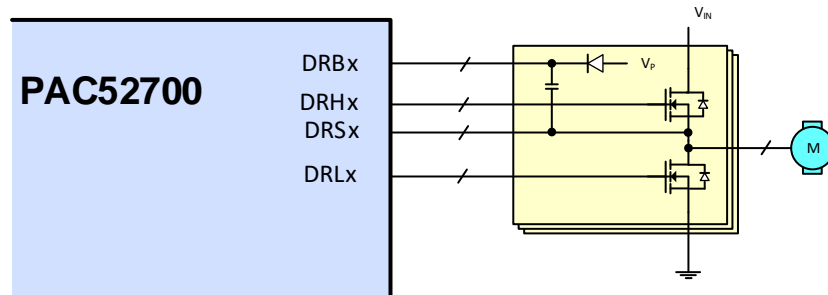 V_IN
DRBx
V_P
PAC52700
DRHx
DRSx
M
DRLx